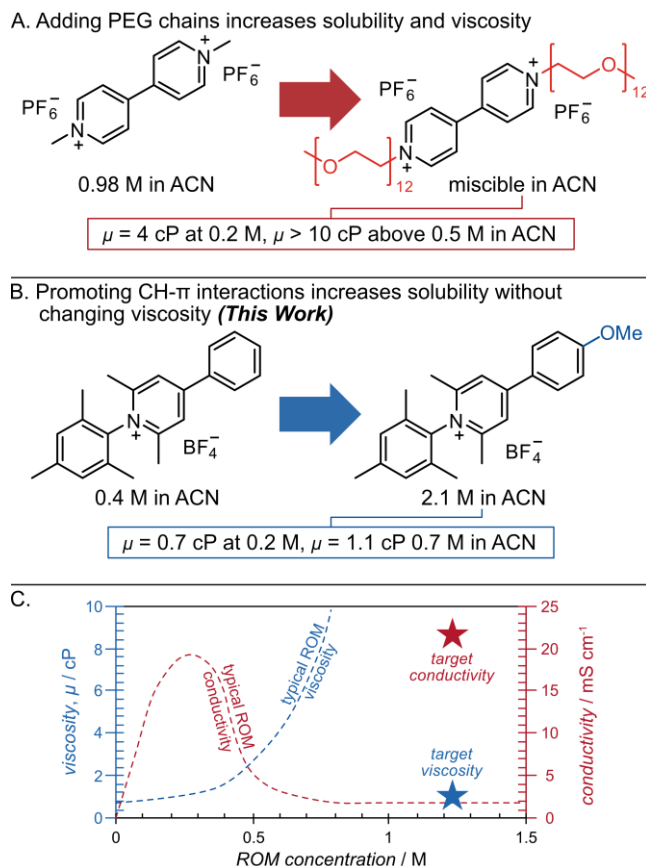 A. Adding PEG chains increases solubility and viscosity
N
+
PF6−
PF6−
N
+
0.98 M in ACN
PF6−
N
+
O
12
PF6−
O
12
N
+
miscible in ACN
μ = 4 cP at 0.2 M, μ > 10 cP above 0.5 M in ACN
B. Promoting CH-π interactions increases solubility without
changing viscosity (This Work)
N
+
BF4−
0.4 M in ACN
OMe
N
+
BF4−
2.1 M in ACN
μ = 0.7 cP at 0.2 M, μ = 1.1 cP 0.7 M in ACN
C.
viscosity, μ / cP
10
8
6
4
2
0
typical ROM
conductivity
typical ROM
viscosity
target
conductivity
target
viscosity
25
20
15
10
5
0
conductivity / mS cm−1
0
0.5
1
1.5
ROM concentration / M